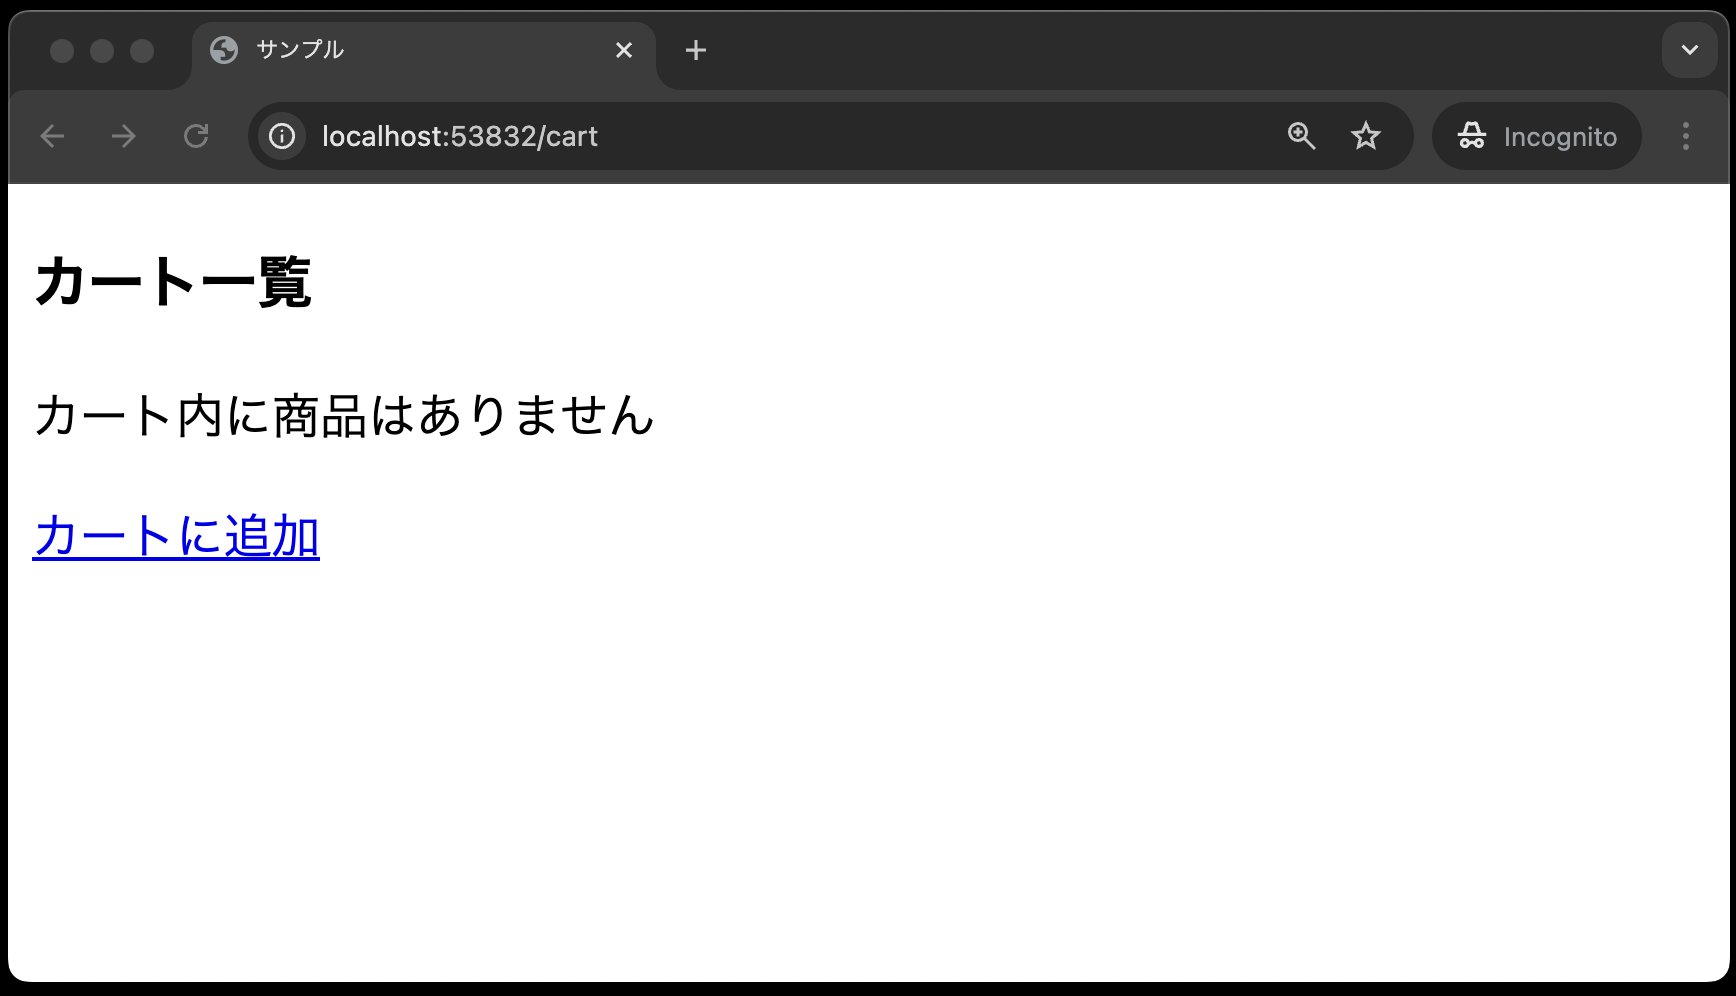 サンプル
localhost:53832/cart
Incognito
カート一覧
カート内に商品はありません
カートに追加